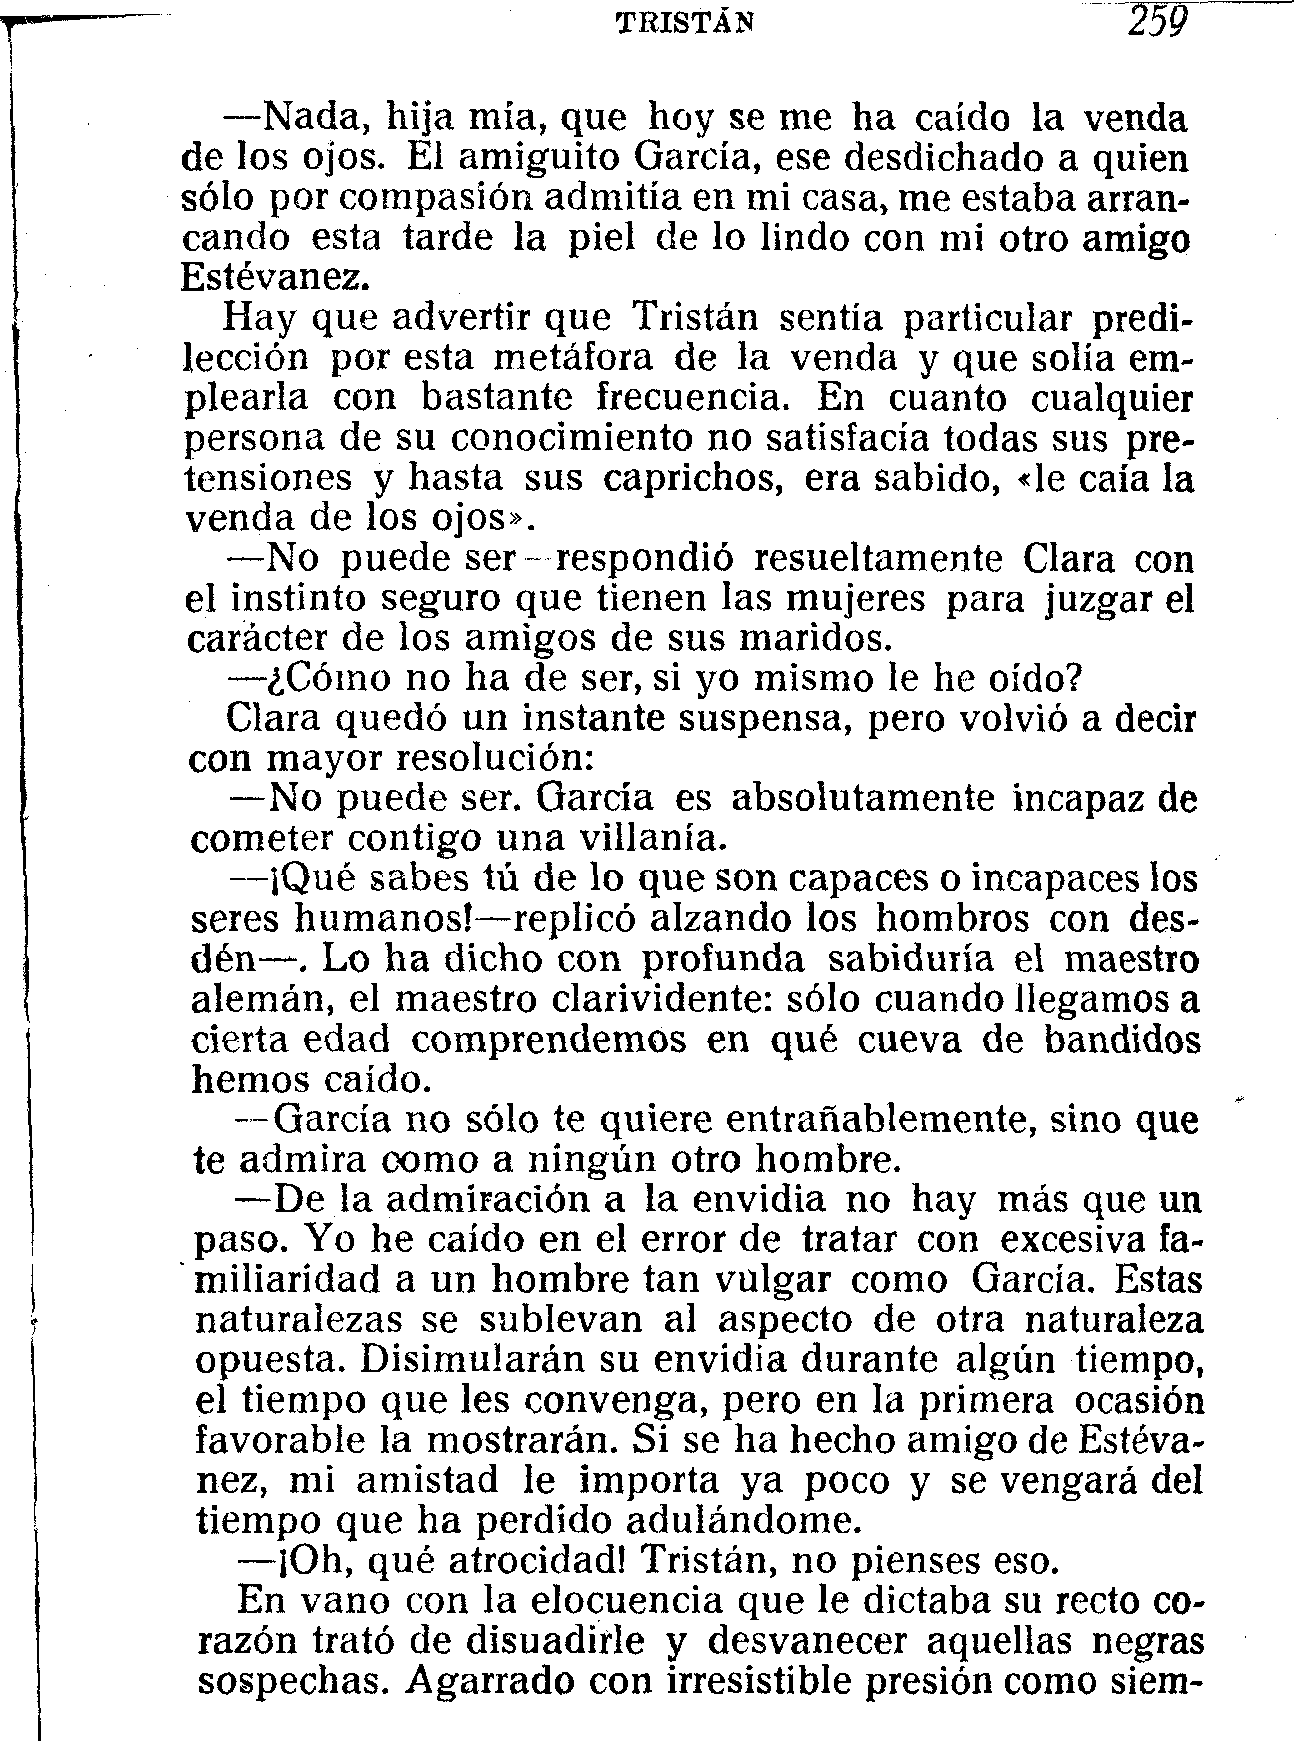 TRISTÁN 259
—Nada, hija mía, que hoy se me ha caído la venda
de los ojos. El amiguito García, ese desdichado a quien
sólo por compasión admitía en mi casa, me estaba arran-
cando esta tarde la piel de lo lindo con mi otro amigo
Estévanez.
Hay que advertir que Tristán sentía particular predi-
lección por esta metáfora de la venda y que solía em-
plearla con bastante frecuencia. En cuanto cualquier
persona de su conocimiento no satisfacía todas sus pre-
tensiones y hasta sus caprichos, era sabido, «le caía la
venda de los ojos».
—No puede ser—respondió resueltamente Clara con
el instinto seguro que tienen las mujeres para juzgar el
carácter de los amigos de sus maridos.
—¿Cómo no ha de ser, si yo mismo le he oído?
Clara quedó un instante suspensa, pero volvió a decir
con mayor resolución:
—No puede ser. García es absolutamente incapaz de
cometer contigo una villanía.
—¡Qué sabes tú de lo que son capaces o incapaces los
seres humanos!—replicó alzando los hombros con des-
dén—. Lo ha dicho con profunda sabiduría el maestro
alemán, el maestro clarividente: sólo cuando llegamos a
cierta edad comprendemos en qué cueva de bandidos
hemos caído.
—García no sólo te quiere entrañablemente, sino que
te admira como a ningún otro hombre.
—De la admiración a la envidia no hay más que un
paso. Yo he caído en el error de tratar con excesiva fa-
miliaridad a un hombre tan vulgar como García. Estas
naturalezas se sublevan al aspecto de otra naturaleza
opuesta. Disimularán su envidia durante algún tiempo,
el tiempo que les convenga, pero en la primera ocasión
favorable la mostrarán. Si se ha hecho amigo de Estéva-
nez, mi amistad le importa ya poco y se vengará del
tiempo que ha perdido adulándome.
—¡Oh, qué atrocidad! Tristán, no pienses eso.
En vano con la elocuencia que le dictaba su recto co-
razón trató de disuadirle y desvanecer aquellas negras
sospechas. Agarrado con irresistible presión como siem-